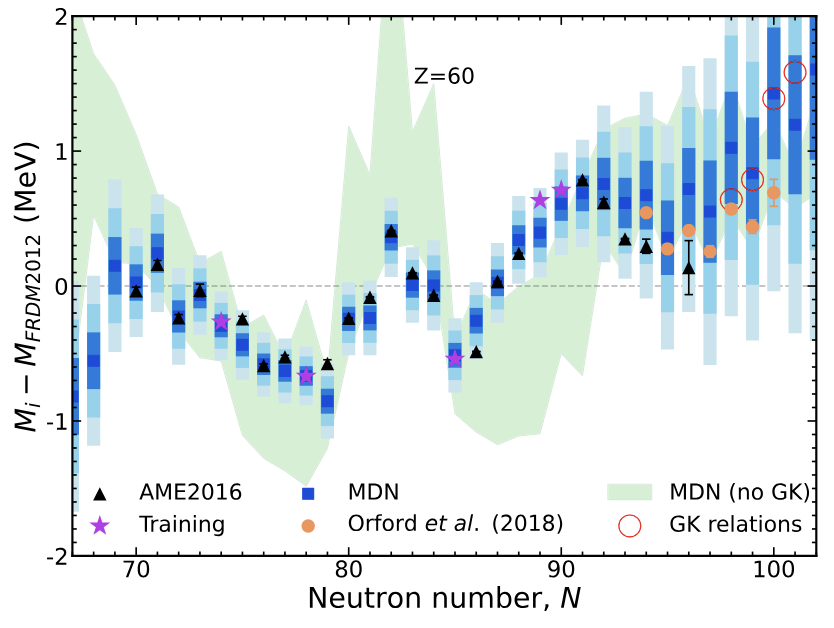 2
1
0
-1
-2
M_i − M_FRDM2012 (MeV)
Z=60
AME2016
MDN
MDN (no GK)
Training
Orford et al. (2018)
GK relations
70
80
90
100
Neutron number, N